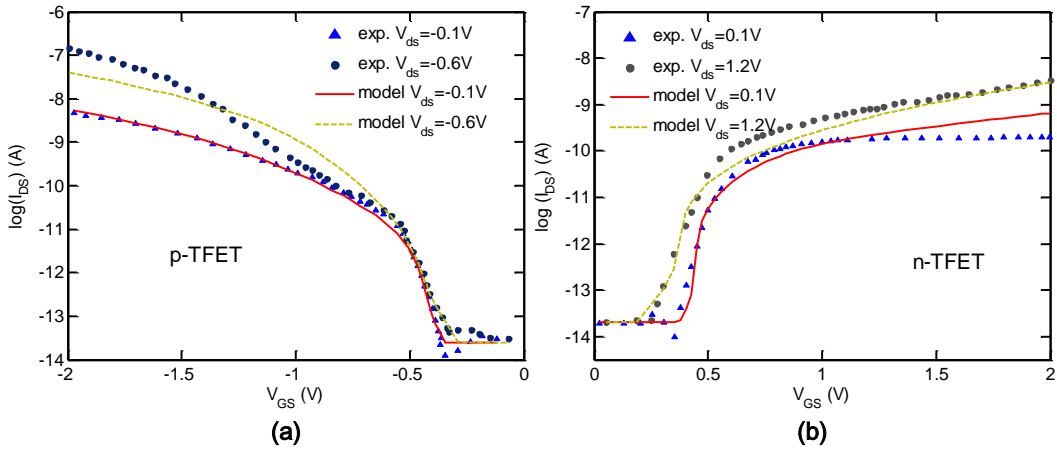 (a)
-6
-7
-8
-9
-10
-11
-12
-13
-14
log(I_DS) (A)
exp. V_ds=-0.1V
exp. V_ds=-0.6V
model V_ds=-0.1V
model V_ds=-0.6V
p-TFET
-2
-1.5
-1
-0.5
0
V_GS (V)
(a)
(b)
-7
-8
-9
-10
-11
-12
-13
-14
log (I_DS) (A)
exp. V_ds=0.1V
exp. V_ds=1.2V
model V_ds=0.1V
model V_ds=1.2V
n-TFET
0
0.5
1
1.5
2
V_GS (V)
(b)